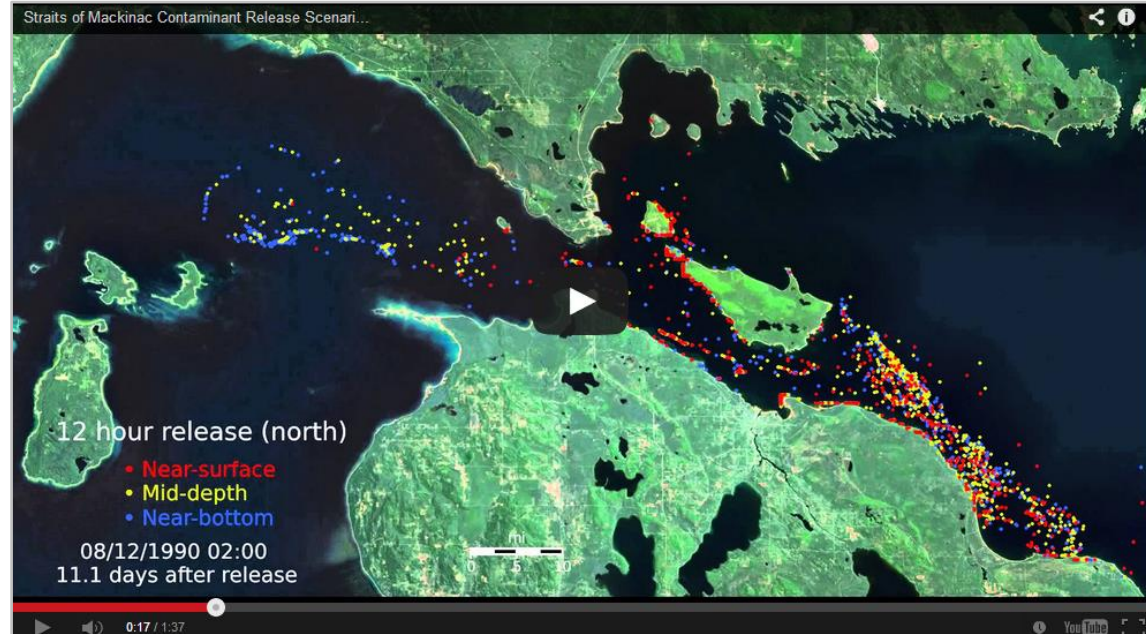 Straits of Mackinac Contaminant Release Scenari...
12 hour release (north)
• Near-surface
• Mid-depth
• Near-bottom
08/12/1990 02:00
11.1 days after release
mi
0 5 10
0:17 / 1:37
YouTube